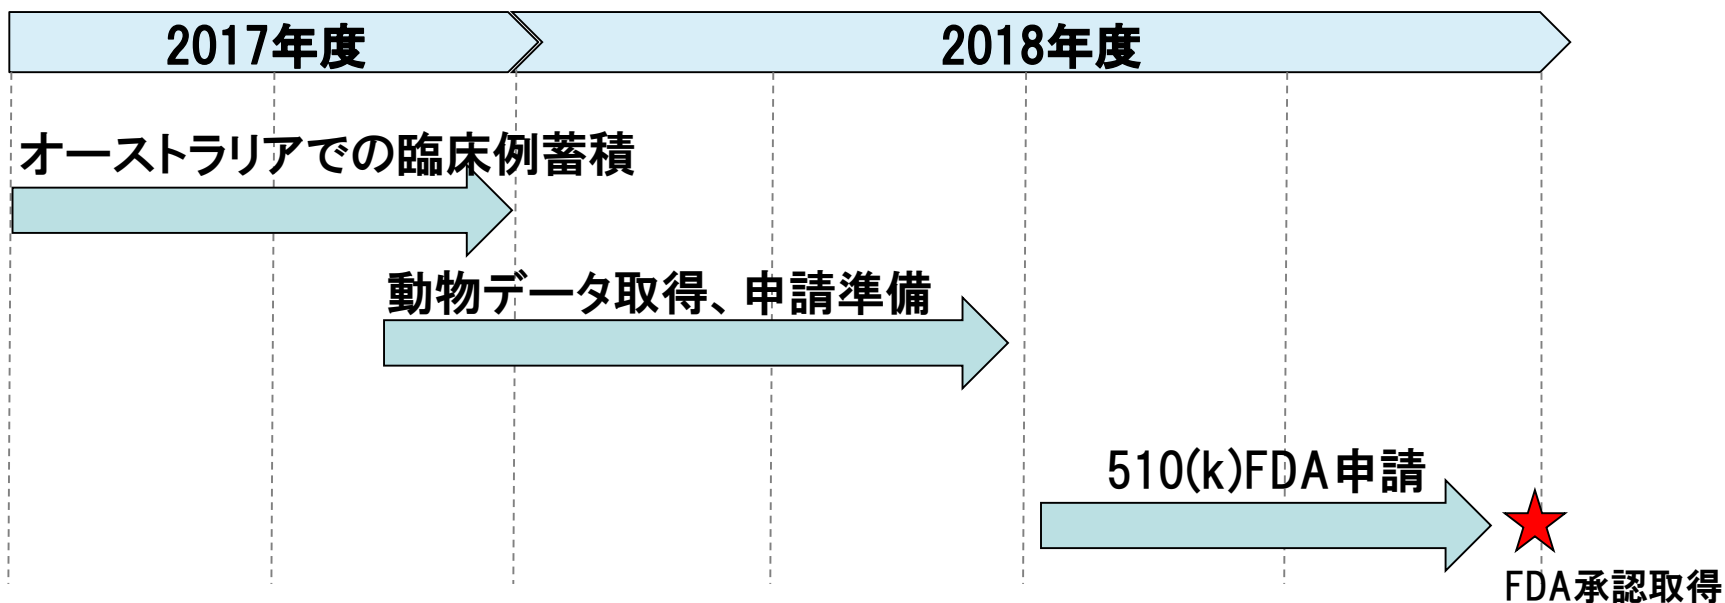 2017年度
2018年度
オーストラリアでの臨床例蓄積
動物データ取得、申請準備
510(k)FDA申請
FDA承認取得